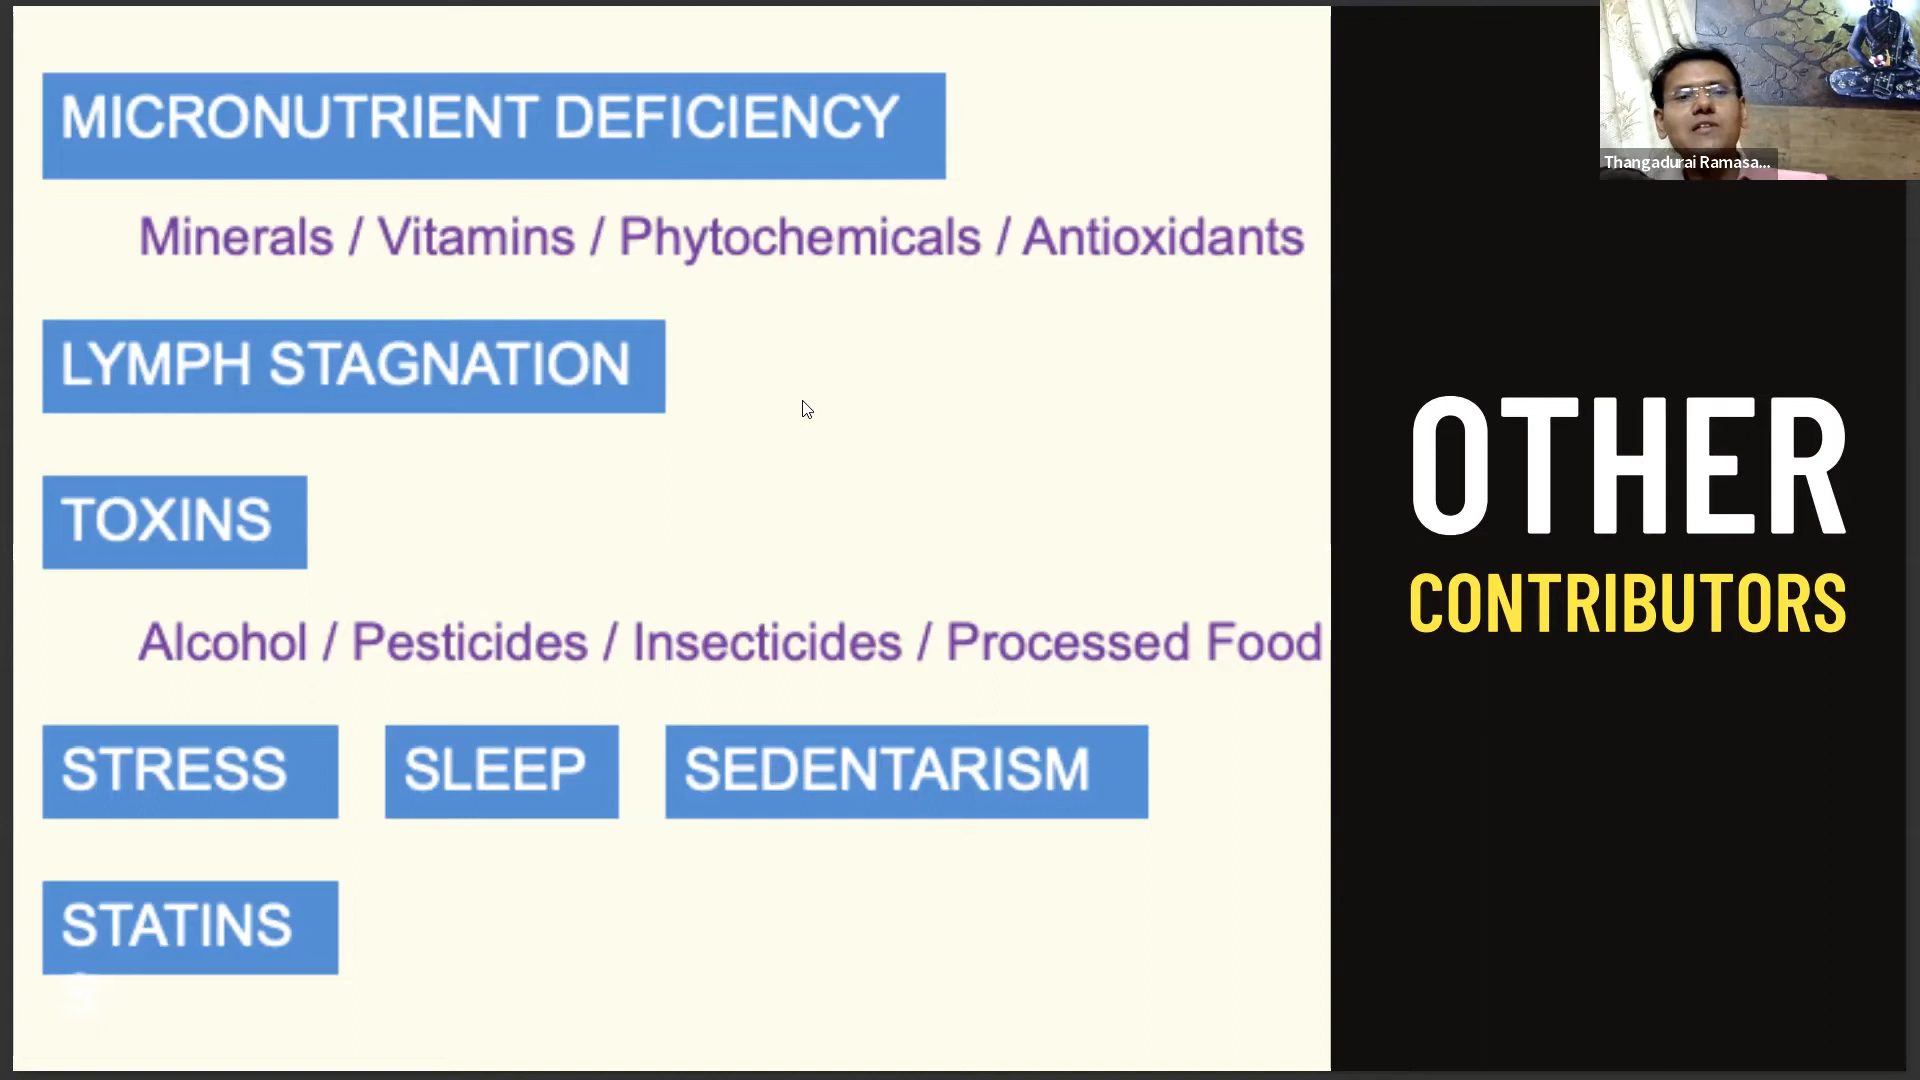 MICRONUTRIENT DEFICIENCY
Minerals / Vitamins / Phytochemicals / Antioxidants
LYMPH STAGNATION
TOXINS
Alcohol / Pesticides / Insecticides / Processed Food
STRESS SLEEP SEDENTARISM
STATINS
OTHER
CONTRIBUTORS
Thangadurai Ramasa...